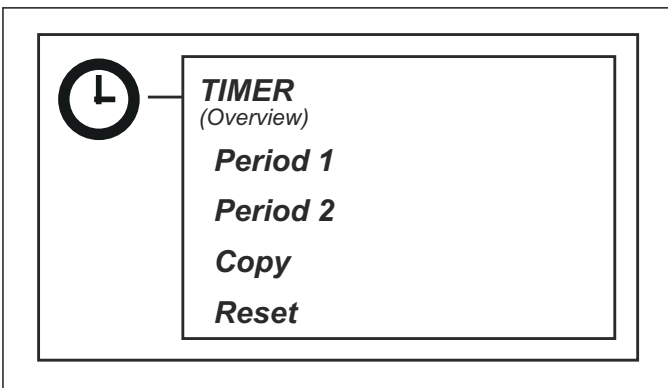 TIMER
(Overview)
Period 1
Period 2
Copy
Reset